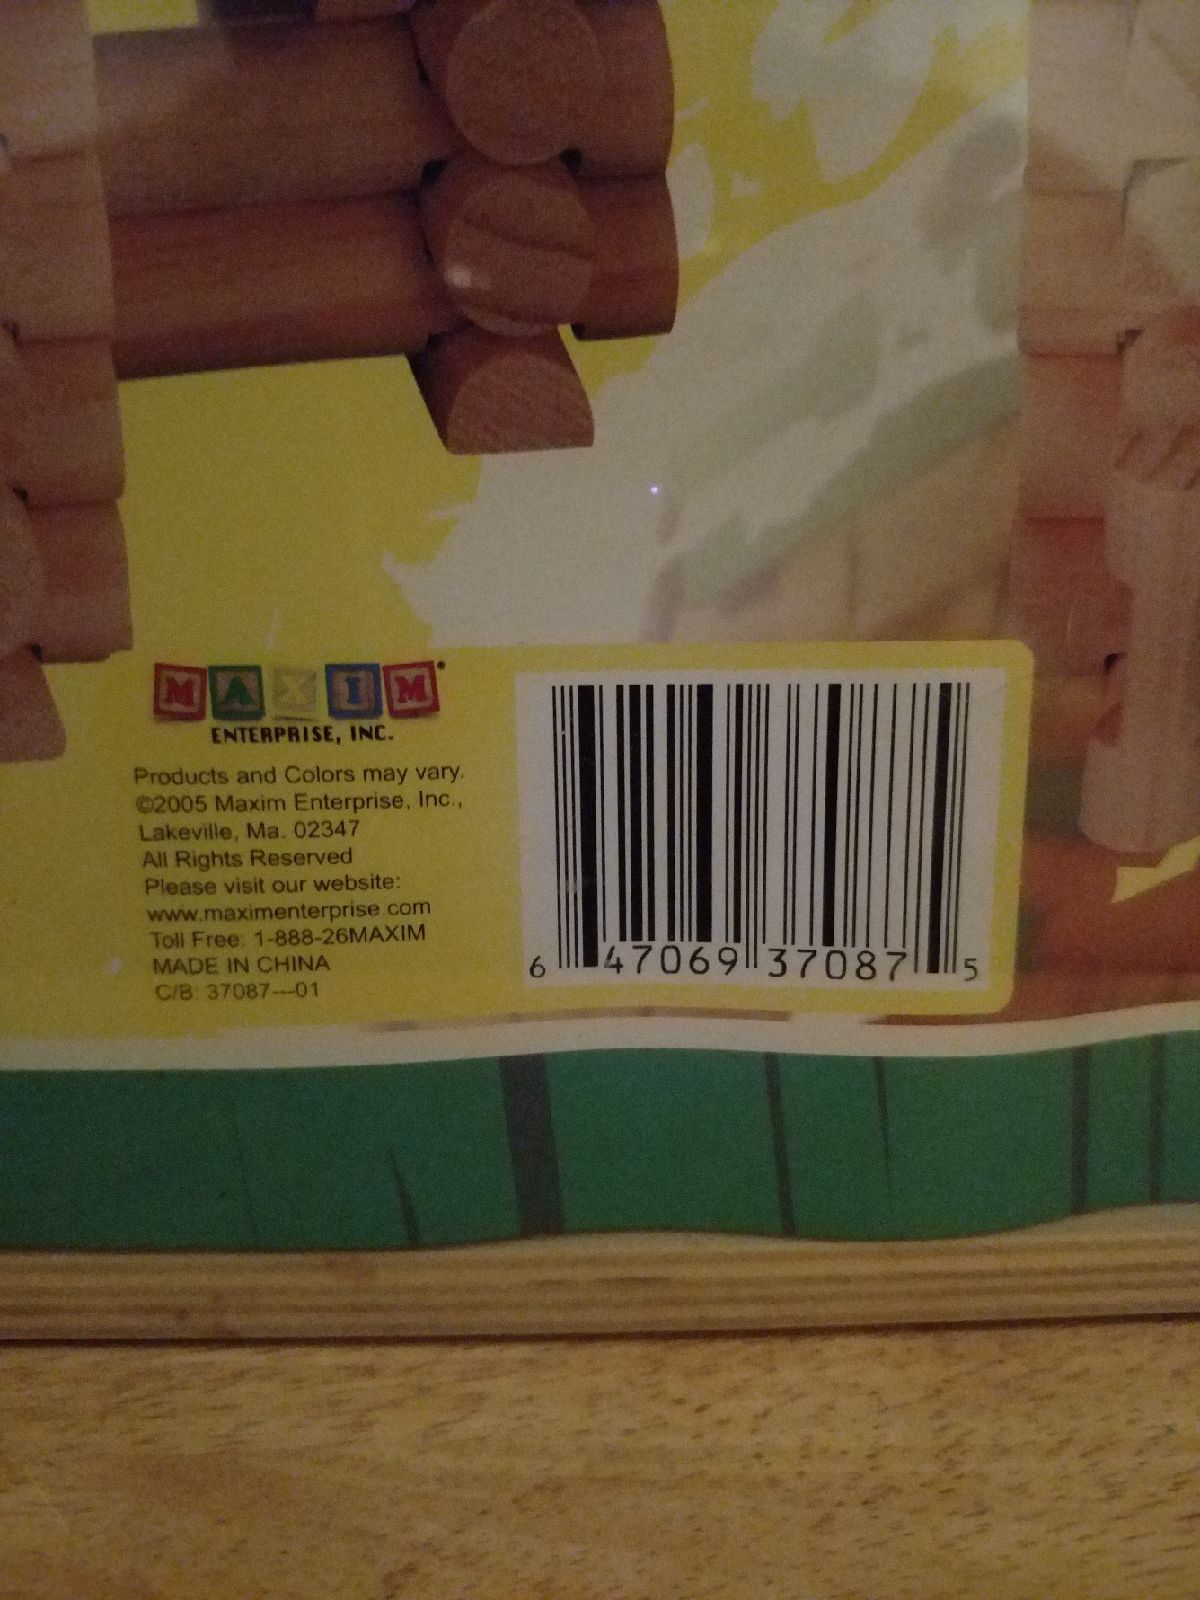 MAXIM
ENTERPRISE, INC.
Products and Colors may vary.
©2005 Maxim Enterprise, Inc.,
Lakeville, Ma. 02347
All Rights Reserved
Please visit our website:
www.maximenterprise.com
Toll Free: 1-888-26MAXIM
MADE IN CHINA
C/B: 37087---01
6 47069 37087 5